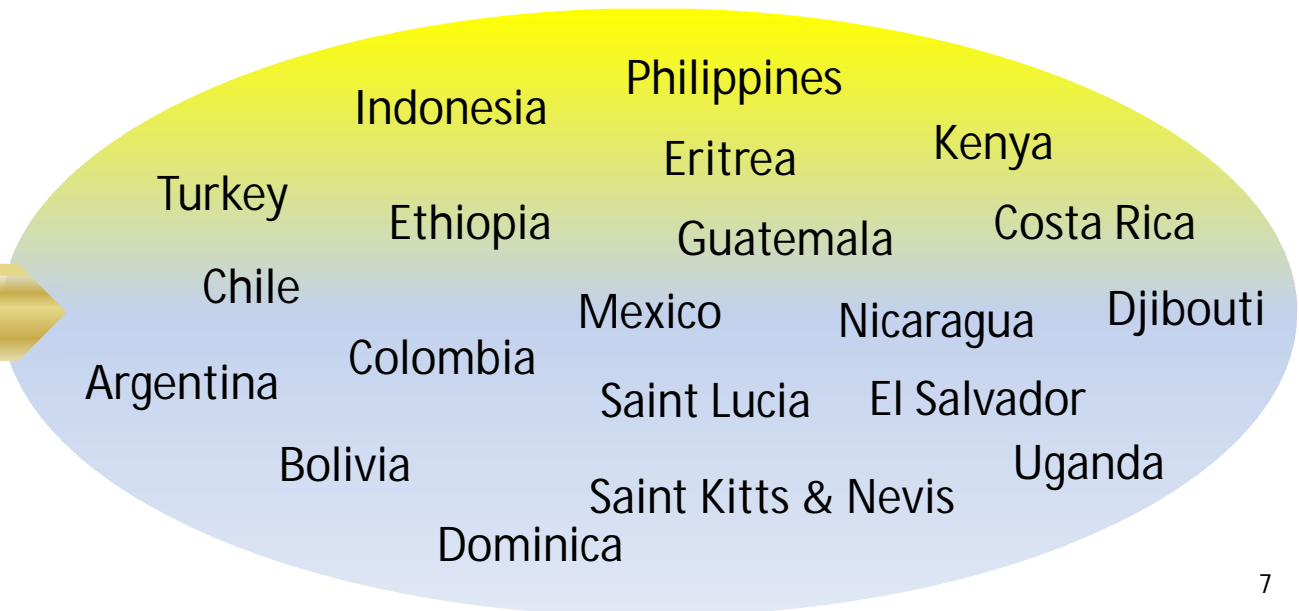 Philippines
Indonesia
Kenya
Eritrea
Turkey
Ethiopia
Guatemala
Costa Rica
Chile
Mexico
Nicaragua
Djibouti
Colombia
Argentina
Saint Lucia
El Salvador
Bolivia
Uganda
Saint Kitts & Nevis
Dominica
7